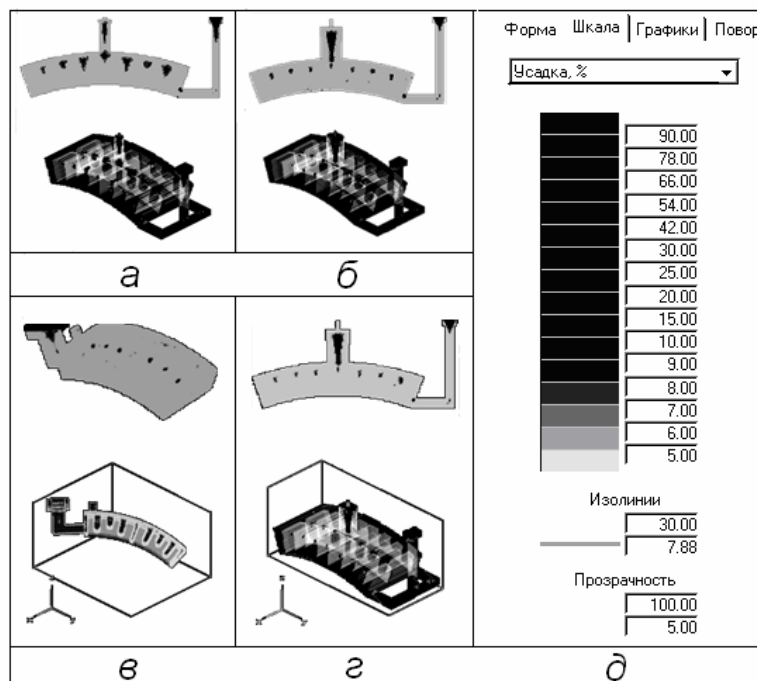 Форма Шкала Графики Повор
Усадка, %
90.00
78.00
66.00
54.00
42.00
30.00
25.00
20.00
15.00
10.00
9.00
8.00
7.00
6.00
5.00
Изолинии
30.00
7.88
Прозрачность
100.00
5.00
а б
z
x y
z
x y
в г д